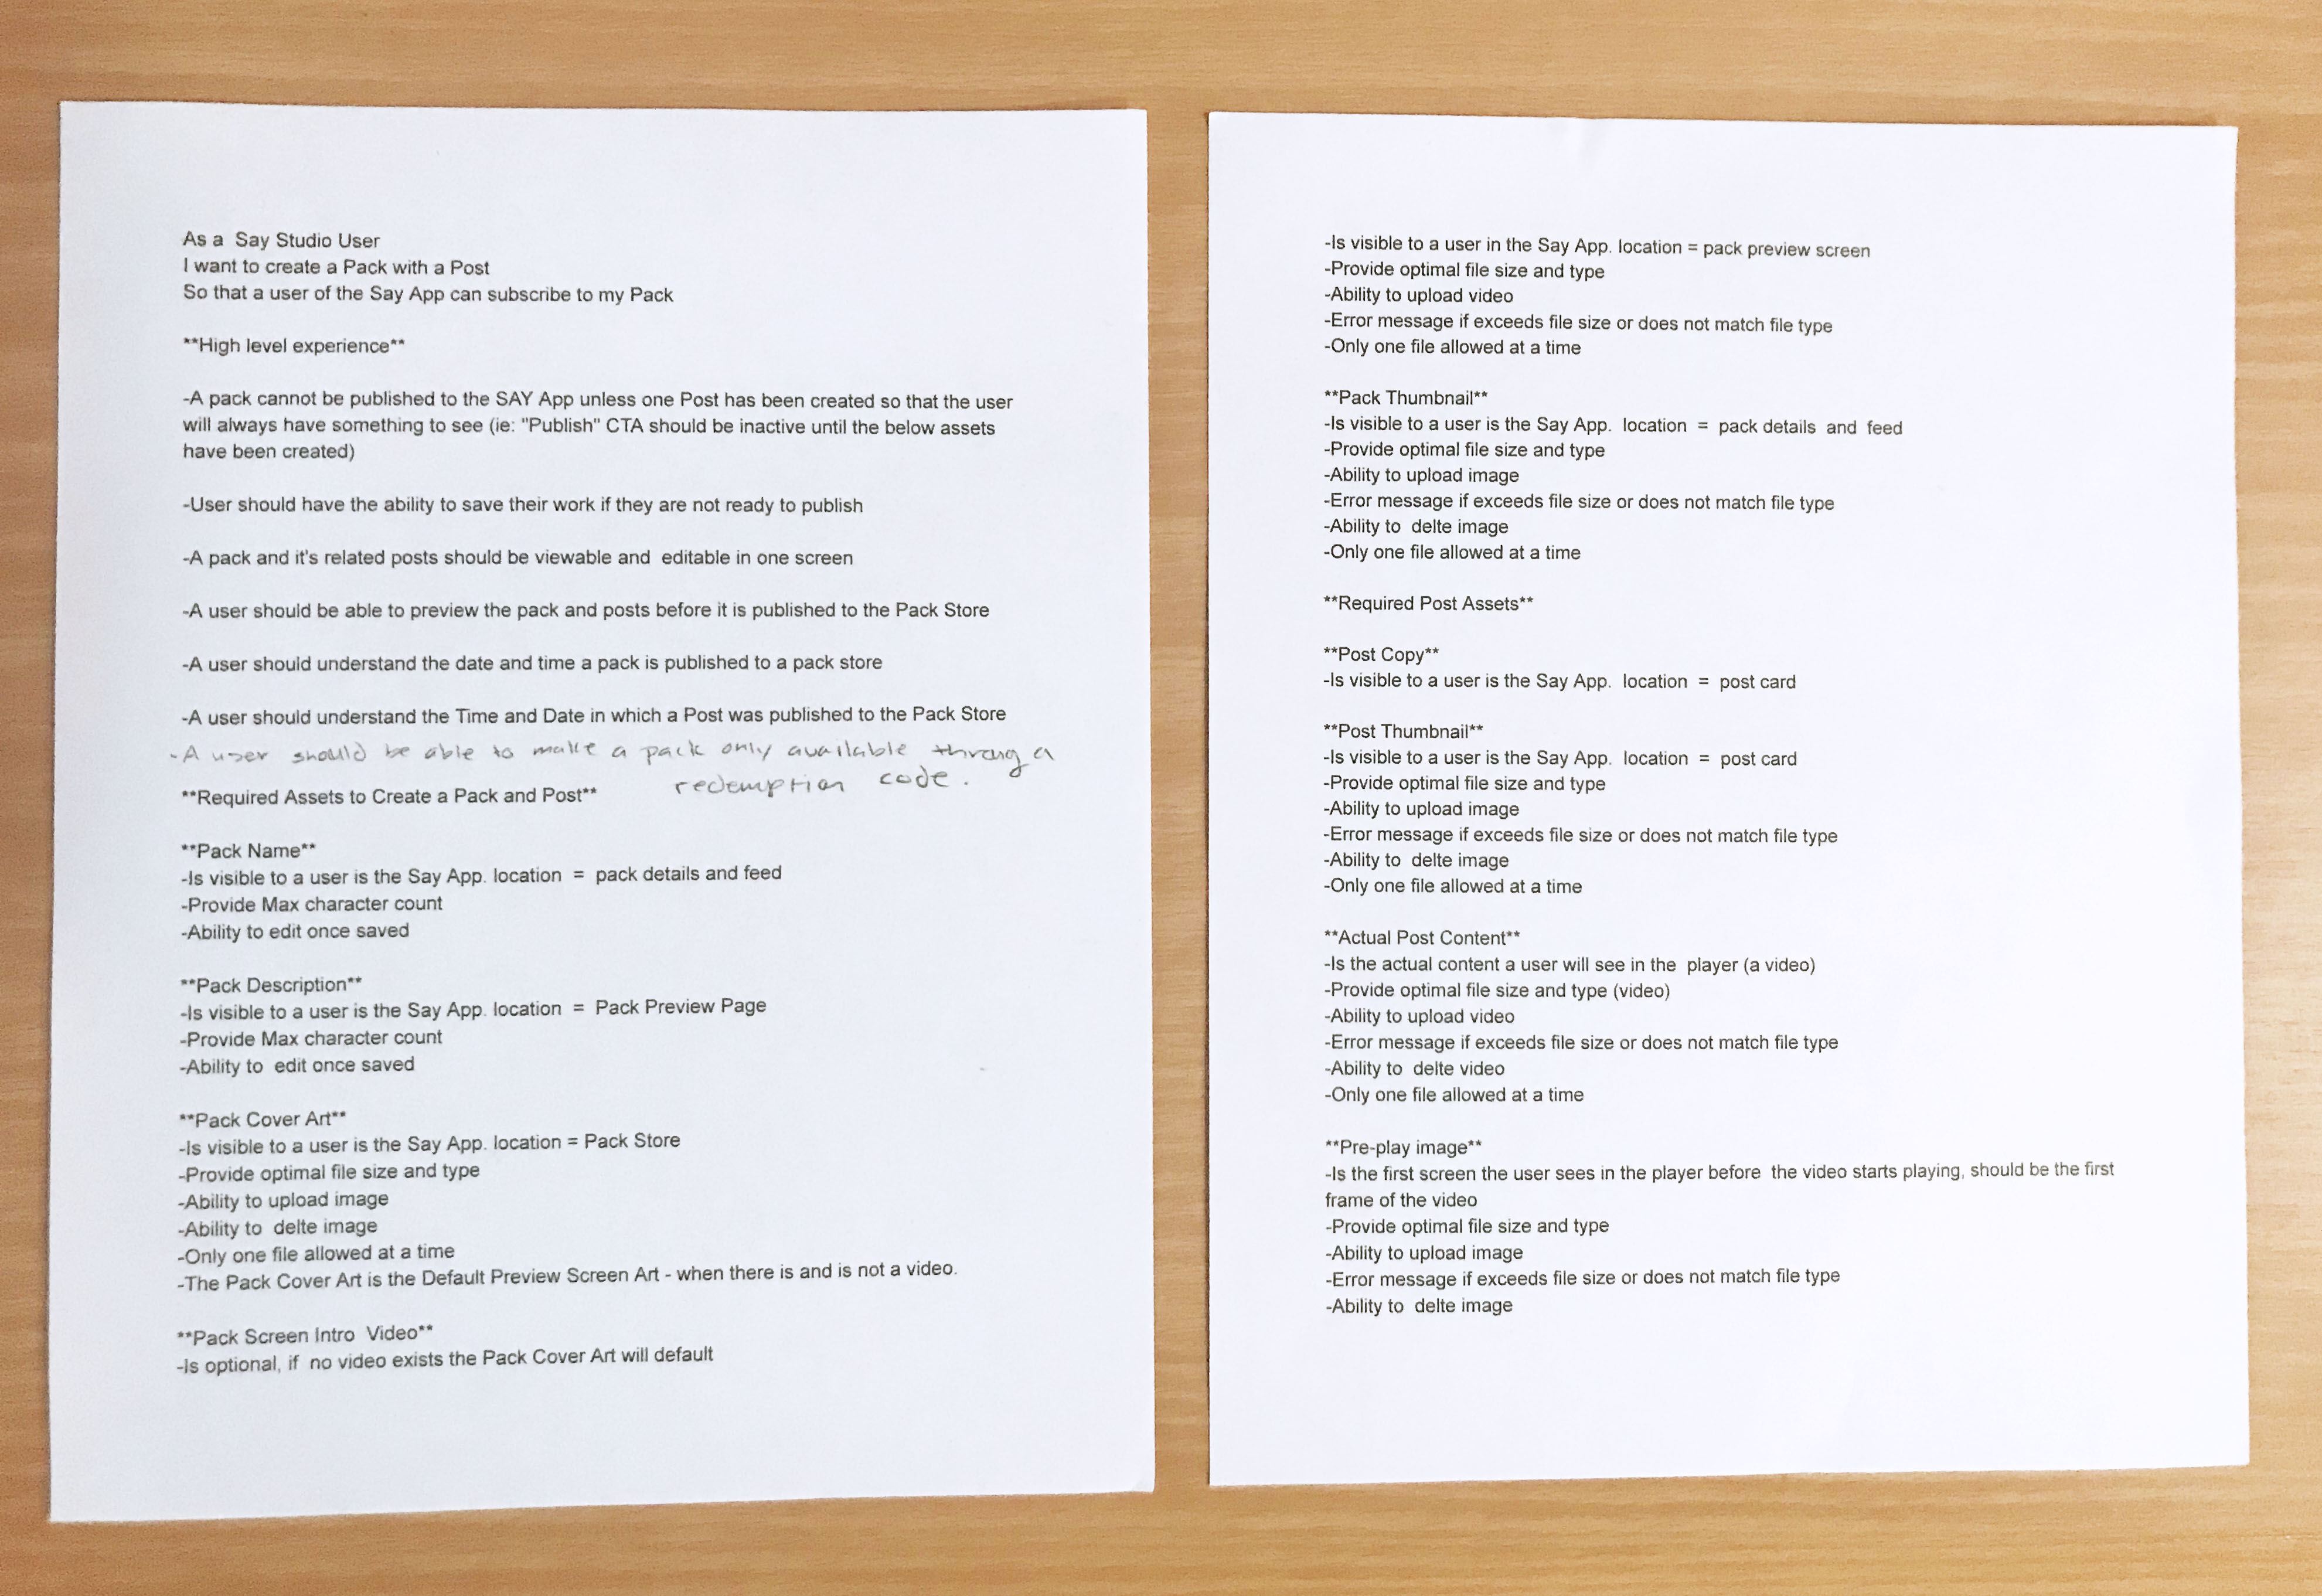 As a  Say Studio User
I want to create a Pack with a Post
So that a user of the Say App can subscribe to my Pack
**High level experience**
-A pack cannot be published to the SAY App unless one Post has been created so that the user
will always have something to see (ie: "Publish" CTA should be inactive until the below assets
have been created)
-User should have the ability to save their work if they are not ready to publish
-A pack and it's related posts should be viewable and  editable in one screen
-A user should be able to preview the pack and posts before it is published to the Pack Store
-A user should understand the date and time a pack is published to a pack store
-A user should understand the Time and Date in which a Post was published to the Pack Store
-A user should be able to make a pack only available throug a
redemption code.
**Required Assets to Create a Pack and Post**
**Pack Name**
-Is visible to a user is the Say App. location  =  pack details and feed
-Provide Max character count
-Ability to edit once saved
**Pack Description**
-Is visible to a user is the Say App. location  =  Pack Preview Page
-Provide Max character count
-Ability to  edit once saved
**Pack Cover Art**
-Is visible to a user is the Say App. location = Pack Store
-Provide optimal file size and type
-Ability to upload image
-Ability to  delte image
-Only one file allowed at a time
-The Pack Cover Art is the Default Preview Screen Art - when there is and is not a video.
**Pack Screen Intro  Video**
-Is optional, if  no video exists the Pack Cover Art will default
-Is visible to a user in the Say App. location = pack preview screen
-Provide optimal file size and type
-Ability to upload video
-Error message if exceeds file size or does not match file type
-Only one file allowed at a time
**Pack Thumbnail**
-Is visible to a user is the Say App.  location  =  pack details  and  feed
-Provide optimal file size and type
-Ability to upload image
-Error message if exceeds file size or does not match file type
-Ability to  delte image
-Only one file allowed at a time
**Required Post Assets**
**Post Copy**
-Is visible to a user is the Say App.  location  =  post card
**Post Thumbnail**
-Is visible to a user is the Say App.  location  =  post card
-Provide optimal file size and type
-Ability to upload image
-Error message if exceeds file size or does not match file type
-Ability to  delte image
-Only one file allowed at a time
**Actual Post Content**
-Is the actual content a user will see in the  player (a video)
-Provide optimal file size and type (video)
-Ability to upload video
-Error message if exceeds file size or does not match file type
-Ability to  delte video
-Only one file allowed at a time
**Pre-play image**
-Is the first screen the user sees in the player before  the video starts playing, should be the first
frame of the video
-Provide optimal file size and type
-Ability to upload image
-Error message if exceeds file size or does not match file type
-Ability to  delte image